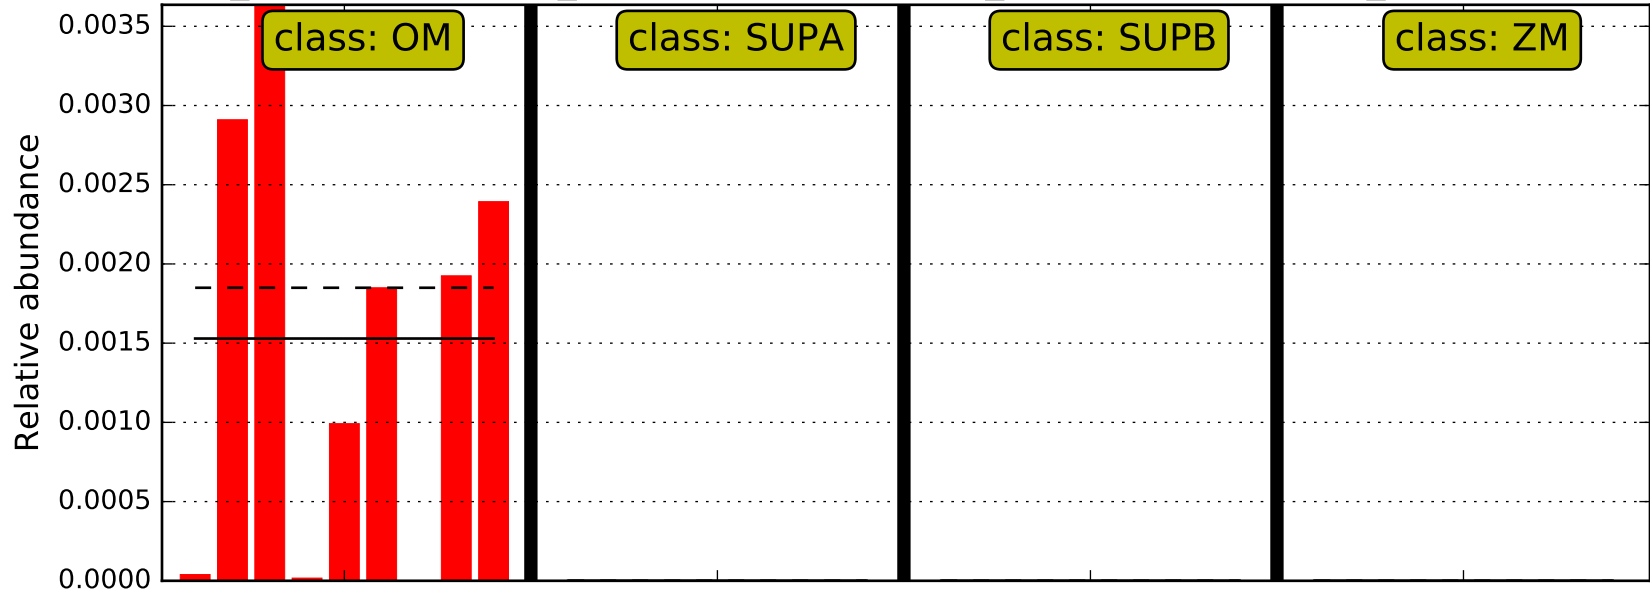 class: OM
class: SUPA
class: SUPB
class: ZM
0.0035
0.0030
0.0025
0.0020
0.0015
0.0010
0.0005
0.0000
Relative abundance